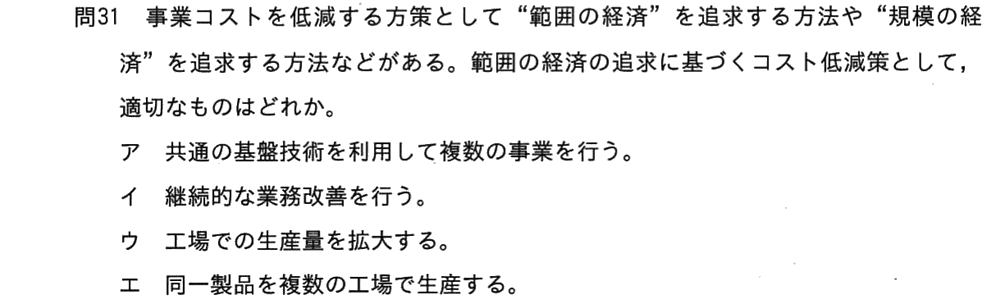 問31 事業コストを低減する方策として“範囲の経済”を追求する方法や“規模の経
済”を追求する方法などがある。範囲の経済の追求に基づくコスト低減策として，
適切なものはどれか。
ア 共通の基盤技術を利用して複数の事業を行う。
イ 継続的な業務改善を行う。
ウ 工場での生産量を拡大する。
エ 同一製品を複数の工場で生産する。